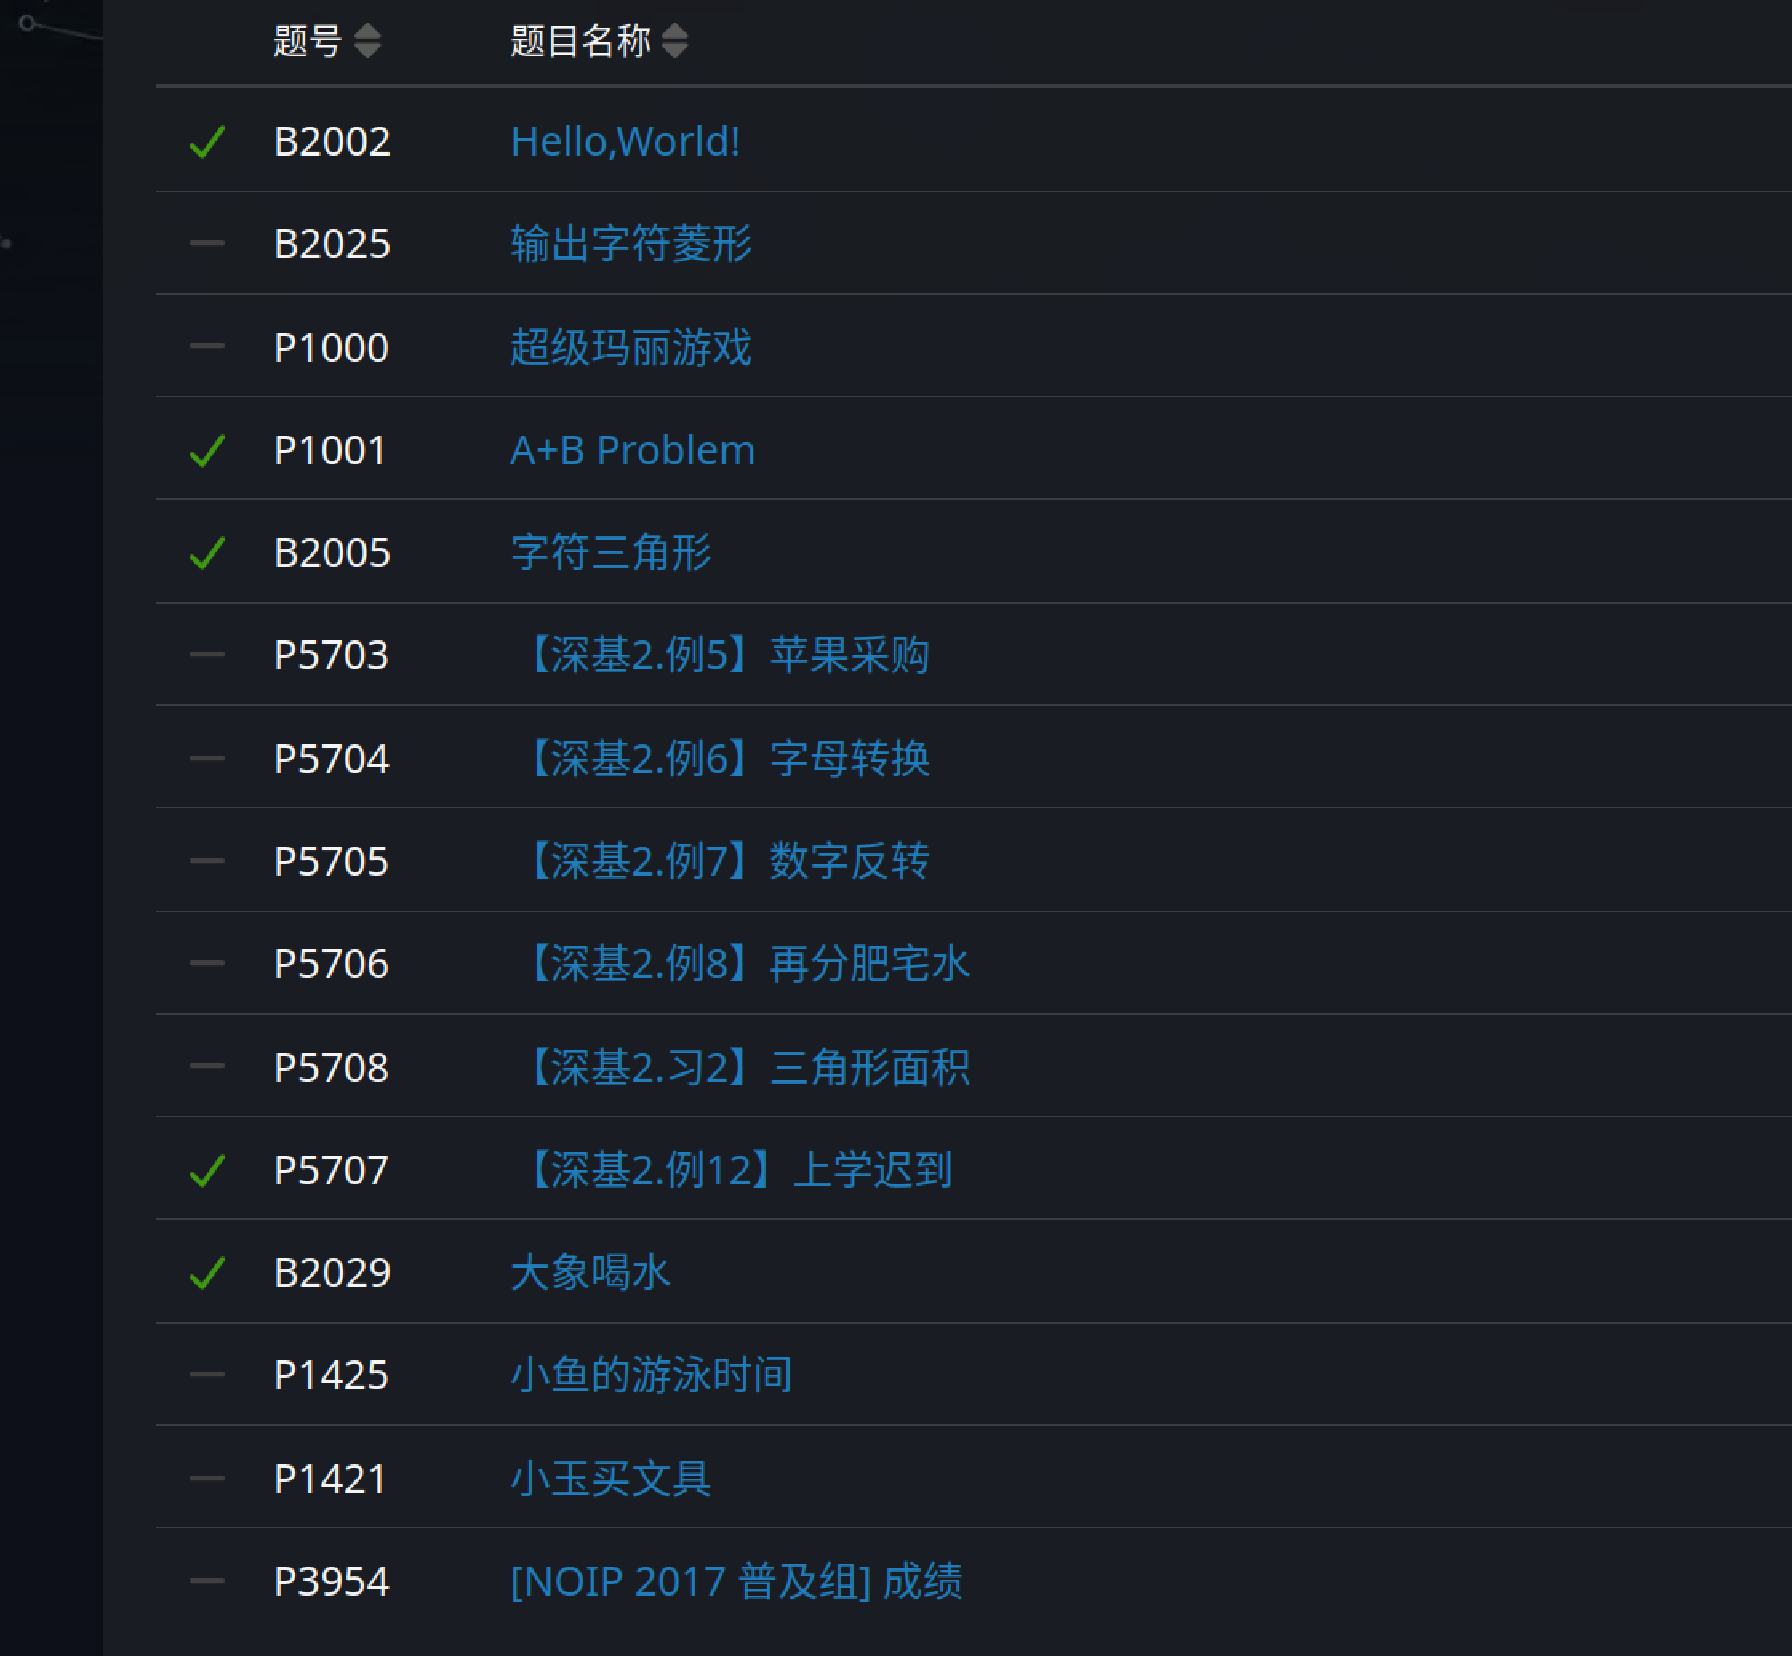 题号 题目名称
B2002 Hello,World!
B2025 输出字符菱形
P1000 超级玛丽游戏
P1001 A+B Problem
B2005 字符三角形
P5703 【深基2.例5】苹果采购
P5704 【深基2.例6】字母转换
P5705 【深基2.例7】数字反转
P5706 【深基2.例8】再分肥宅水
P5708 【深基2.习2】三角形面积
P5707 【深基2.例12】上学迟到
B2029 大象喝水
P1425 小鱼的游泳时间
P1421 小玉买文具
P3954 [NOIP 2017 普及组] 成绩